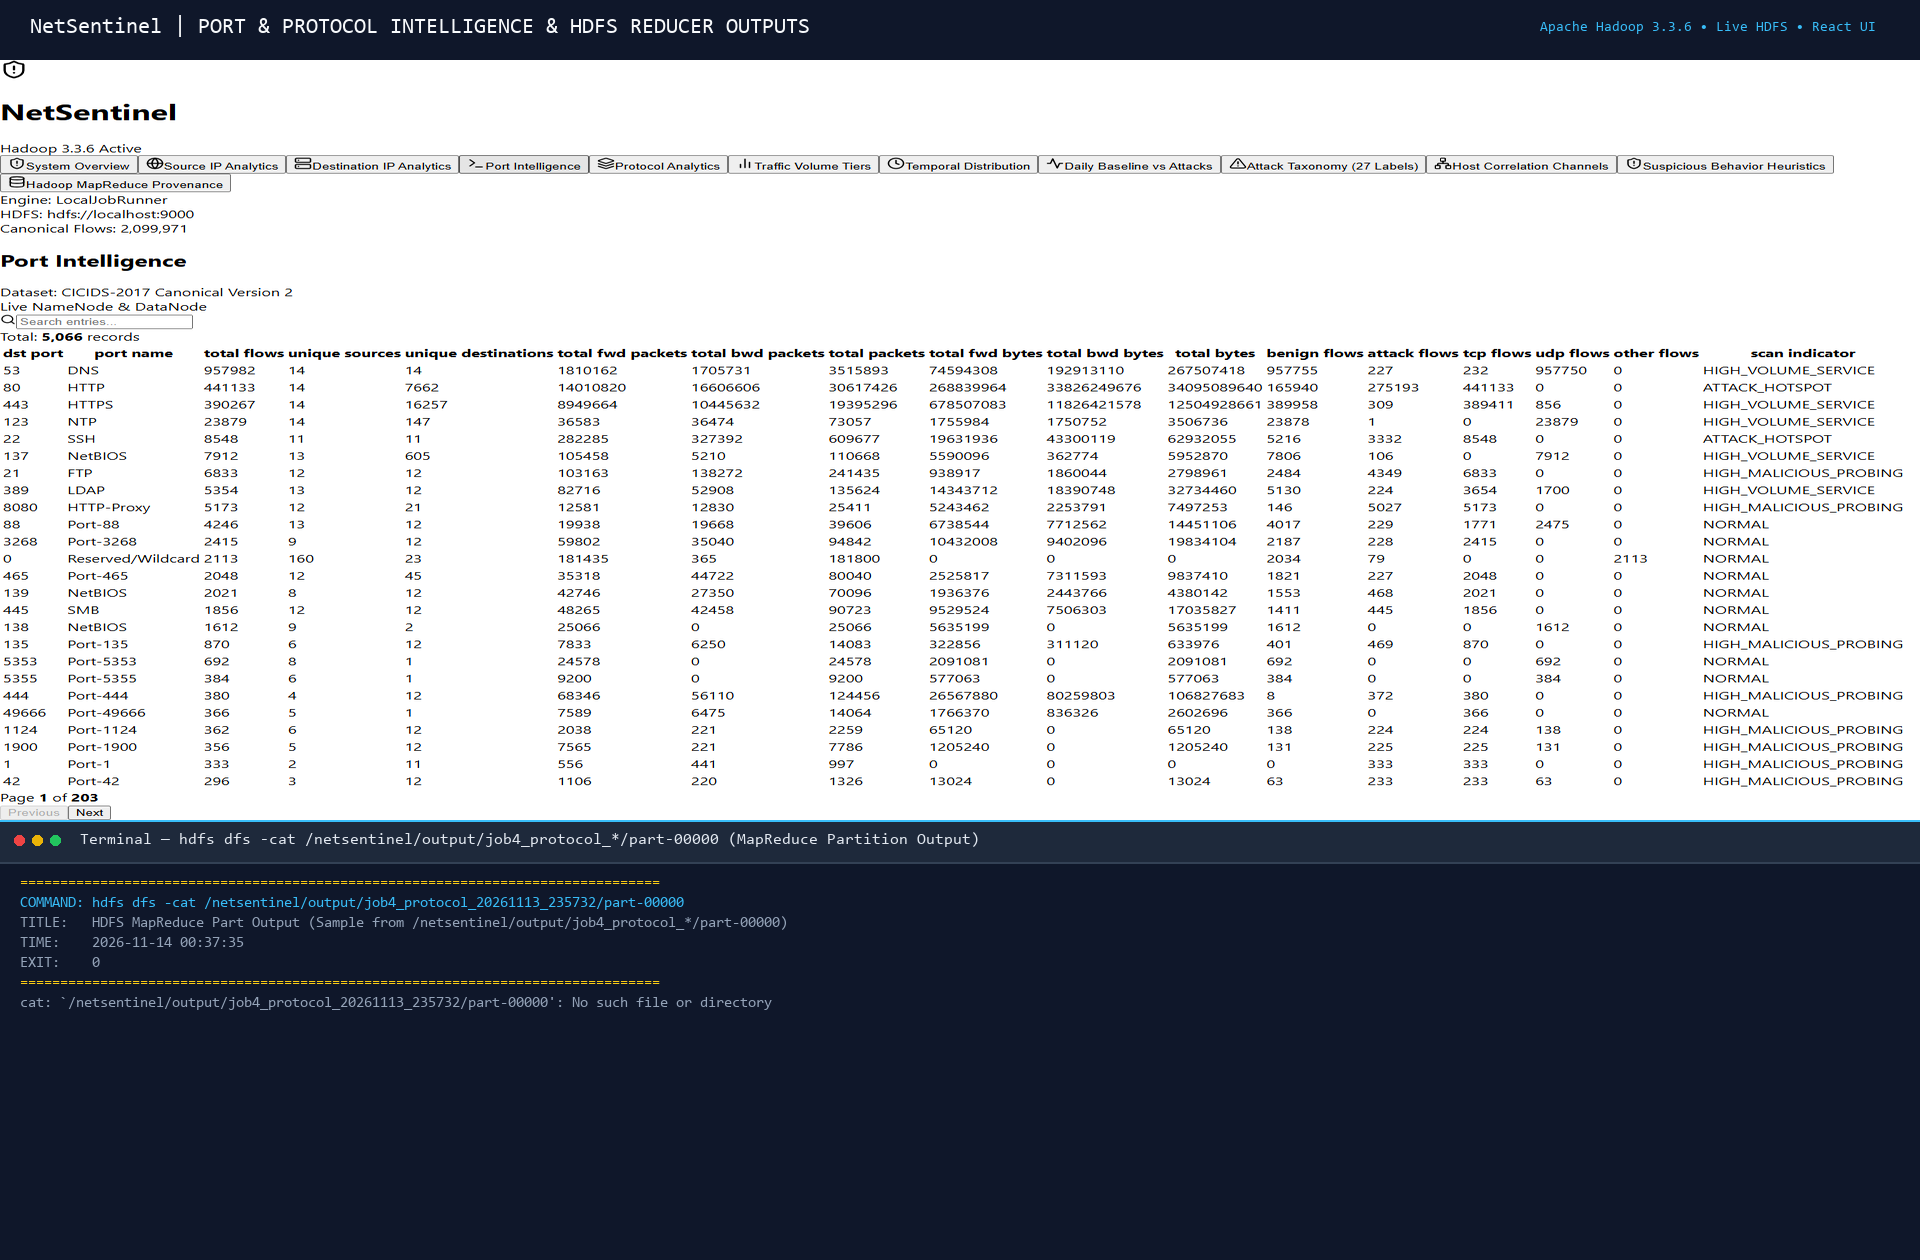 NetSentinel | PORT & PROTOCOL INTELLIGENCE & HDFS REDUCER OUTPUTS
Apache Hadoop 3.3.6 • Live HDFS • React UI
NetSentinel
Hadoop 3.3.6 Active
System Overview Source IP Analytics Destination IP Analytics Port Intelligence Protocol Analytics Traffic Volume Tiers Temporal Distribution Daily Baseline vs Attacks Attack Taxonomy (27 Labels) Host Correlation Channels Suspicious Behavior Heuristics
Hadoop MapReduce Provenance
Engine: LocalJobRunner
HDFS: hdfs://localhost:9000
Canonical Flows: 2,099,971
Port Intelligence
Dataset: CICIDS-2017 Canonical Version 2
Live NameNode & DataNode
Search entries...
Total: 5,066 records
dst port port name total flows unique sources unique destinations total fwd packets total bwd packets total packets total fwd bytes total bwd bytes total bytes benign flows attack flows tcp flows udp flows other flows scan indicator
53 DNS 957982 14 14 1810162 1705731 3515893 74594308 192913110 267507418 957755 227 232 957750 0 HIGH_VOLUME_SERVICE
80 HTTP 441133 14 7662 14010820 16606606 30617426 268839964 33826249676 34095089640 165940 275193 441133 0 0 ATTACK_HOTSPOT
443 HTTPS 390267 14 16257 8949664 10445632 19395296 678507083 11826421578 12504928661 389958 309 389411 856 0 HIGH_VOLUME_SERVICE
123 NTP 23879 14 147 36583 36474 73057 1755984 1750752 3506736 23878 1 0 23879 0 HIGH_VOLUME_SERVICE
22 SSH 8548 11 11 282285 327392 609677 19631936 43300119 62932055 5216 3332 8548 0 0 ATTACK_HOTSPOT
137 NetBIOS 7912 13 605 105458 5210 110668 5590096 362774 5952870 7806 106 0 7912 0 HIGH_VOLUME_SERVICE
21 FTP 6833 12 12 103163 138272 241435 938917 1860044 2798961 2484 4349 6833 0 0 HIGH_MALICIOUS_PROBING
389 LDAP 5354 13 12 82716 52908 135624 14343712 18390748 32734460 5130 224 3654 1700 0 HIGH_VOLUME_SERVICE
8080 HTTP-Proxy 5173 12 21 12581 12830 25411 5243462 2253791 7497253 146 5027 5173 0 0 HIGH_MALICIOUS_PROBING
88 Port-88 4246 13 12 19938 19668 39606 6738544 7712562 14451106 4017 229 1771 2475 0 NORMAL
3268 Port-3268 2415 9 12 59802 35040 94842 10432008 9402096 19834104 2187 228 2415 0 0 NORMAL
0 Reserved/Wildcard 2113 160 23 181435 365 181800 0 0 0 2034 79 0 0 2113 NORMAL
465 Port-465 2048 12 45 35318 44722 80040 2525817 7311593 9837410 1821 227 2048 0 0 NORMAL
139 NetBIOS 2021 8 12 42746 27350 70096 1936376 2443766 4380142 1553 468 2021 0 0 NORMAL
445 SMB 1856 12 12 48265 42458 90723 9529524 7506303 17035827 1411 445 1856 0 0 NORMAL
138 NetBIOS 1612 9 2 25066 0 25066 5635199 0 5635199 1612 0 0 1612 0 NORMAL
135 Port-135 870 6 12 7833 6250 14083 322856 311120 633976 401 469 870 0 0 HIGH_MALICIOUS_PROBING
5353 Port-5353 692 8 1 24578 0 24578 2091081 0 2091081 692 0 0 692 0 NORMAL
5355 Port-5355 384 6 1 9200 0 9200 577063 0 577063 384 0 0 384 0 NORMAL
444 Port-444 380 4 12 68346 56110 124456 26567880 80259803 106827683 8 372 380 0 0 HIGH_MALICIOUS_PROBING
49666 Port-49666 366 5 1 7589 6475 14064 1766370 836326 2602696 366 0 366 0 0 NORMAL
1124 Port-1124 362 6 12 2038 221 2259 65120 0 65120 138 224 224 138 0 HIGH_MALICIOUS_PROBING
1900 Port-1900 356 5 12 7565 221 7786 1205240 0 1205240 131 225 225 131 0 HIGH_MALICIOUS_PROBING
1 Port-1 333 2 11 556 441 997 0 0 0 0 333 333 0 0 HIGH_MALICIOUS_PROBING
42 Port-42 296 3 12 1106 220 1326 13024 0 13024 63 233 233 63 0 HIGH_MALICIOUS_PROBING
Page 1 of 203
Previous Next
Terminal — hdfs dfs -cat /netsentinel/output/job4_protocol_*/part-00000 (MapReduce Partition Output)
================================================================================
COMMAND: hdfs dfs -cat /netsentinel/output/job4_protocol_20261113_235732/part-00000
TITLE: HDFS MapReduce Part Output (Sample from /netsentinel/output/job4_protocol_*/part-00000)
TIME: 2026-11-14 00:37:35
EXIT: 0
================================================================================
cat: `/netsentinel/output/job4_protocol_20261113_235732/part-00000': No such file or directory